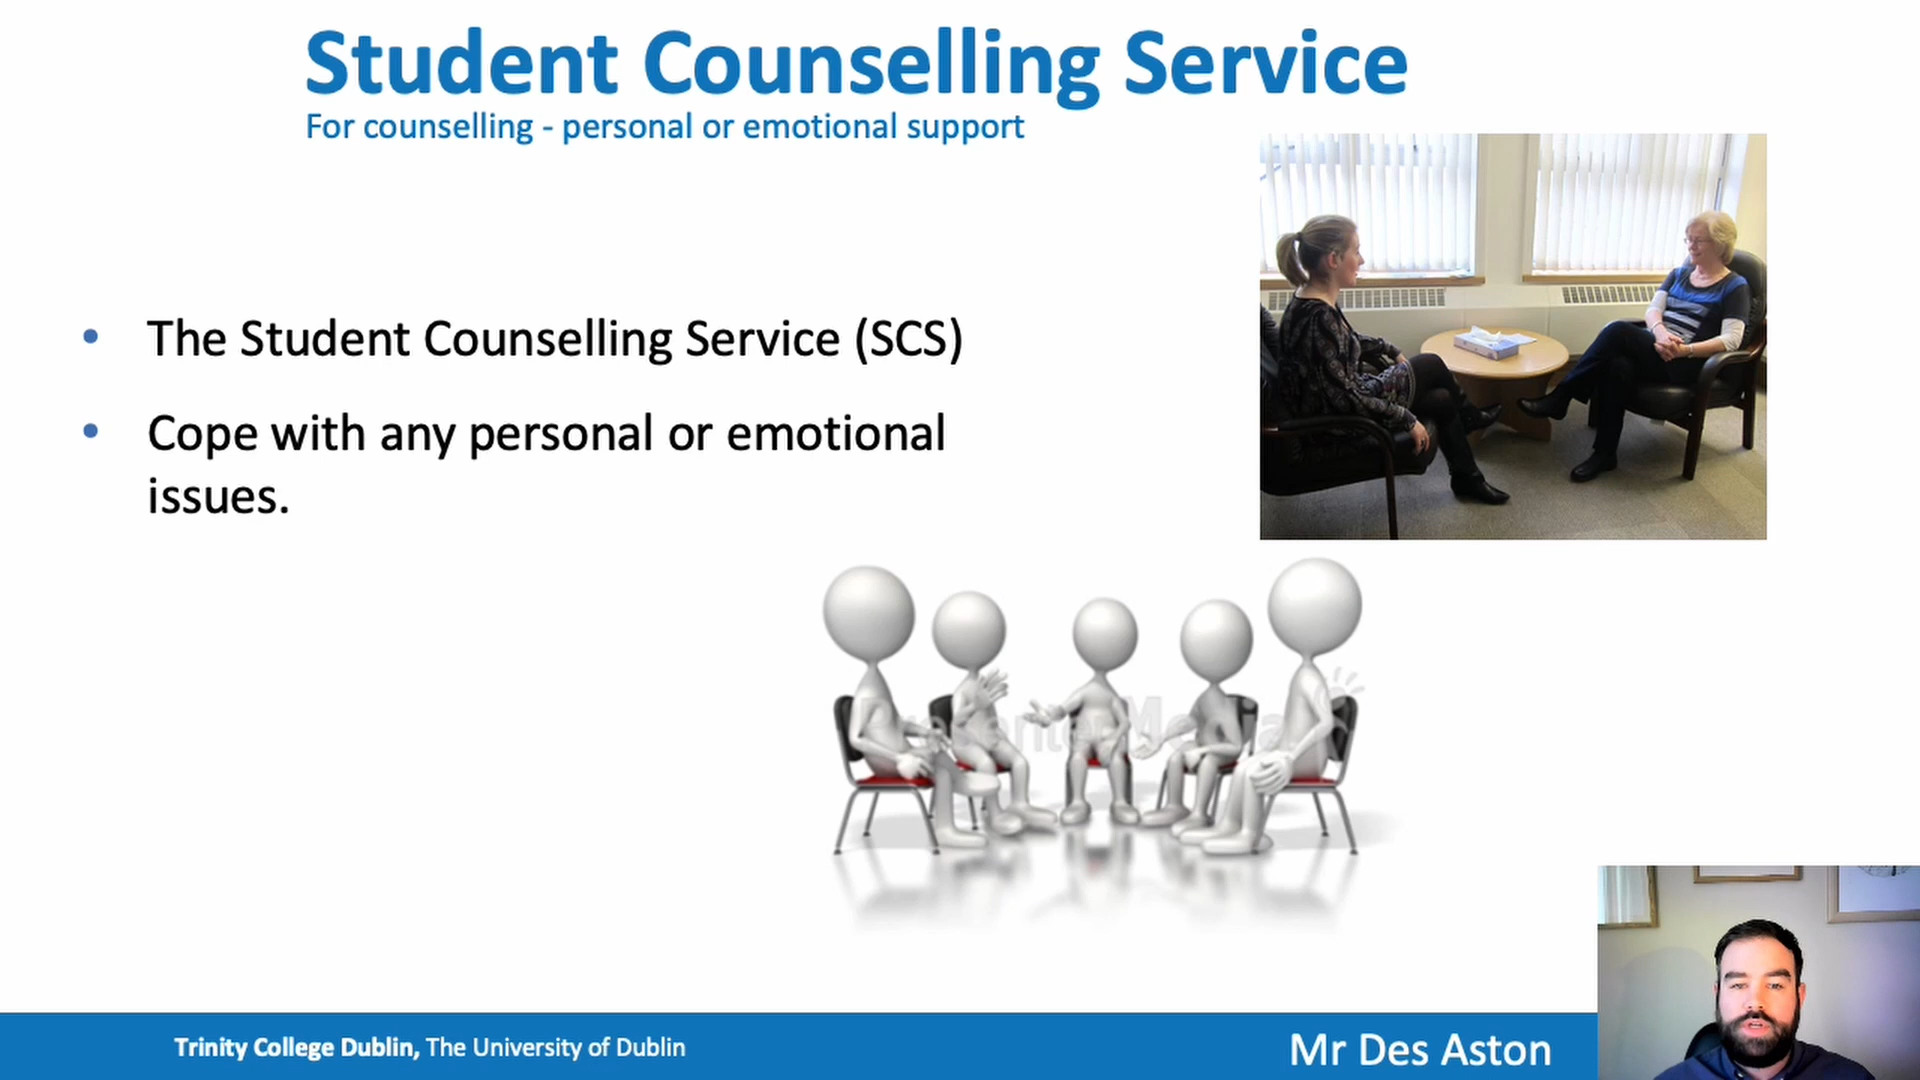 Student Counselling Service
For counselling - personal or emotional support
• The Student Counselling Service (SCS)
• Cope with any personal or emotional
issues.
PresenterMedia
Trinity College Dublin, The University of Dublin
Mr Des Aston